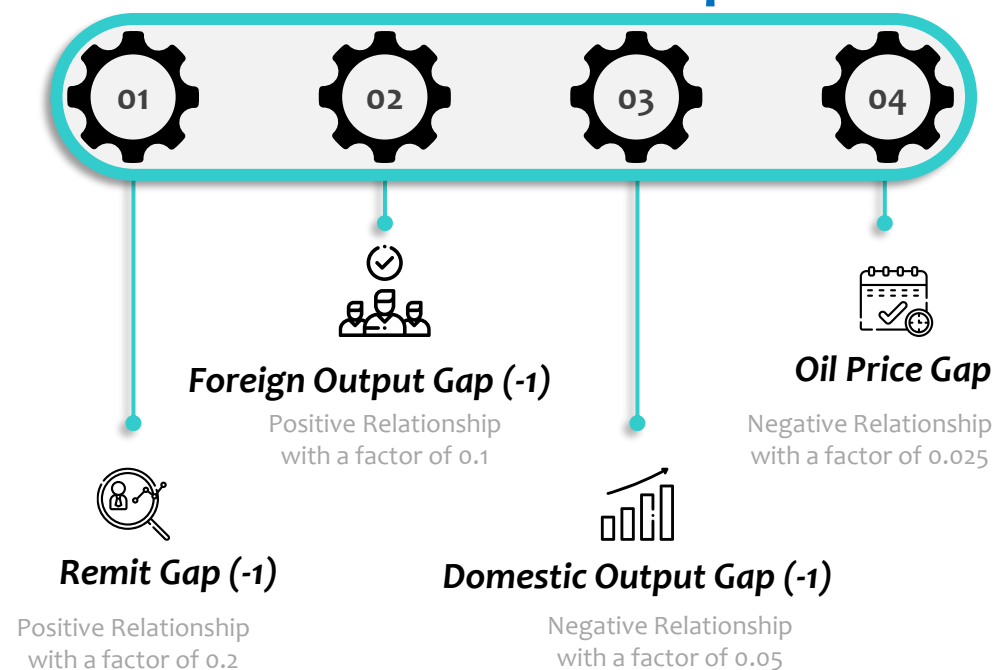 01
02
03
04
Remit Gap (-1)
Positive Relationship
with a factor of 0.2
Foreign Output Gap (-1)
Positive Relationship
with a factor of 0.1
Domestic Output Gap (-1)
Negative Relationship
with a factor of 0.05
Oil Price Gap
Negative Relationship
with a factor of 0.025